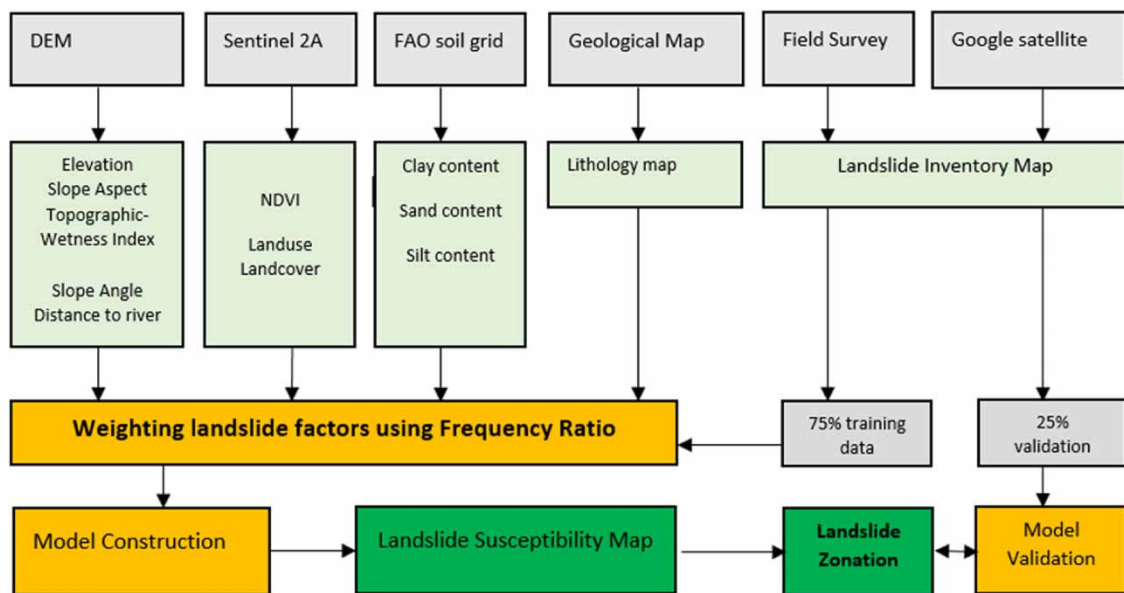 DEM
Sentinel 2A
FAO soil grid
Geological Map
Field Survey
Google satellite
Elevation
Slope Aspect
Topographic-
Wetness Index
Slope Angle
Distance to river
NDVI
Landuse
Landcover
Clay content
Sand content
Silt content
Lithology map
Landslide Inventory Map
Weighting landslide factors using Frequency Ratio
75% training
data
25%
validation
Model Construction
Landslide Susceptibility Map
Landslide
Zonation
Model
Validation